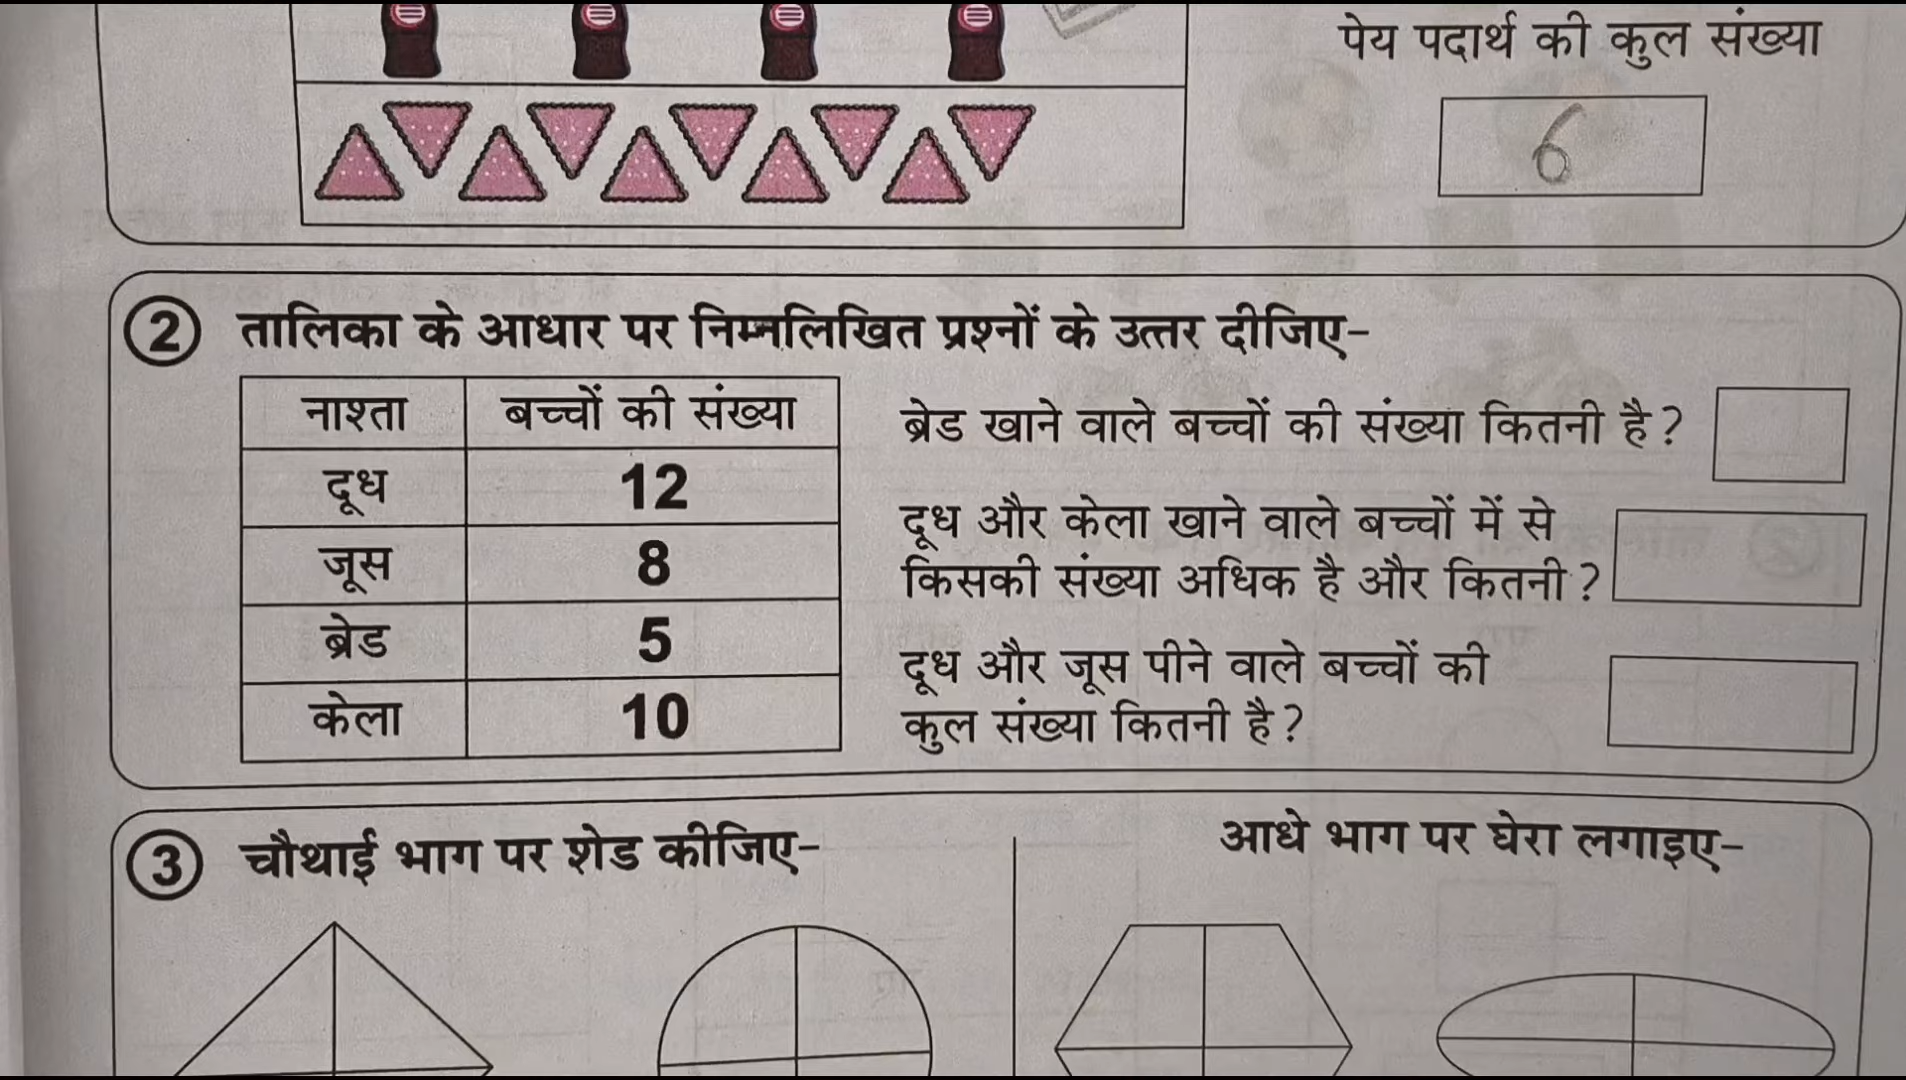 पेय पदार्थ की कुल संख्या
6
2 तालिका के आधार पर निम्नलिखित प्रश्नों के उत्तर दीजिए-
नाश्ता बच्चों की संख्या
दूध 12
जूस 8
ब्रेड 5
केला 10
ब्रेड खाने वाले बच्चों की संख्या कितनी है?
दूध और केला खाने वाले बच्चों में से
किसकी संख्या अधिक है और कितनी?
दूध और जूस पीने वाले बच्चों की
कुल संख्या कितनी है?
3 चौथाई भाग पर शेड कीजिए-
आधे भाग पर घेरा लगाइए-